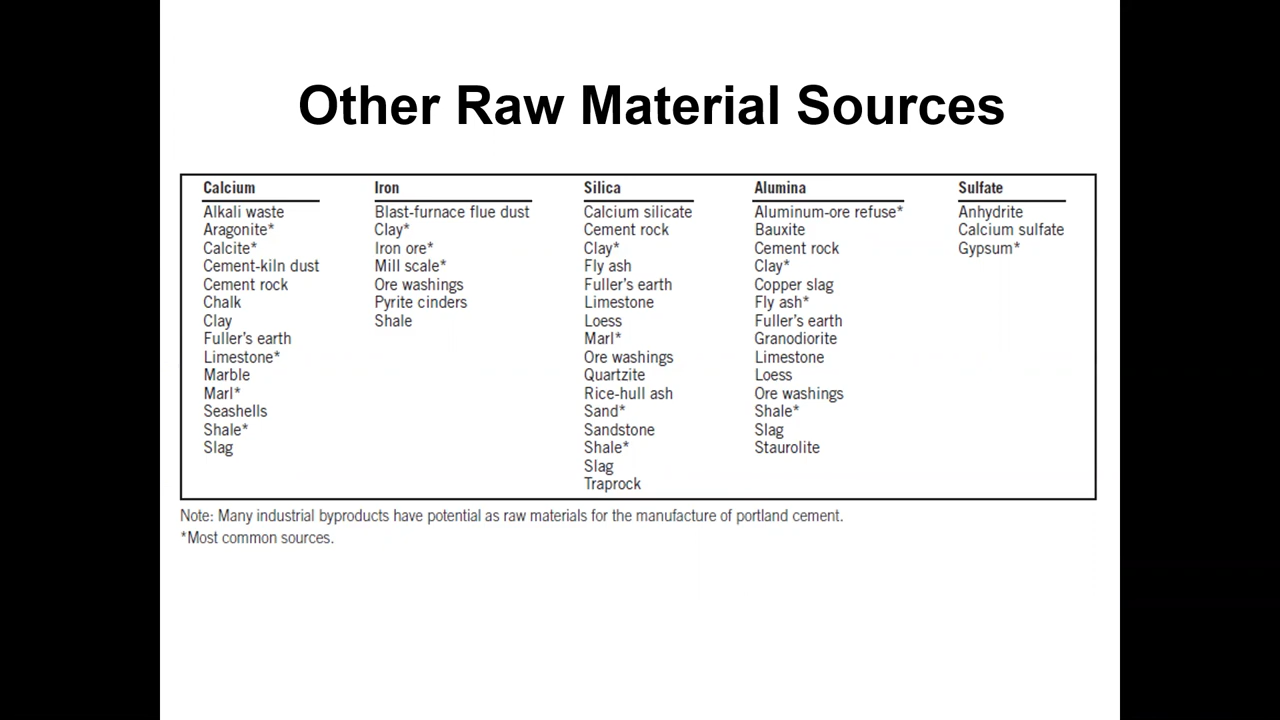 Other Raw Material Sources
Calcium Iron Silica Alumina Sulfate
Alkali waste Blast-furnace flue dust Calcium silicate Aluminum-ore refuse* Anhydrite
Aragonite* Clay* Cement rock Bauxite Calcium sulfate
Calcite* Iron ore* Clay* Cement rock Gypsum*
Cement-kiln dust Mill scale* Fly ash Clay*
Cement rock Ore washings Fuller's earth Copper slag
Chalk Pyrite cinders Limestone Fly ash*
Clay Shale Loess Fuller's earth
Fuller's earth Marl* Granodiorite
Limestone* Ore washings Limestone
Marble Quartzite Loess
Marl* Rice-hull ash Ore washings
Seashells Sand* Shale*
Shale* Sandstone Slag
Slag Shale* Staurolite
Slag
Traprock
Note: Many industrial byproducts have potential as raw materials for the manufacture of portland cement.
*Most common sources.